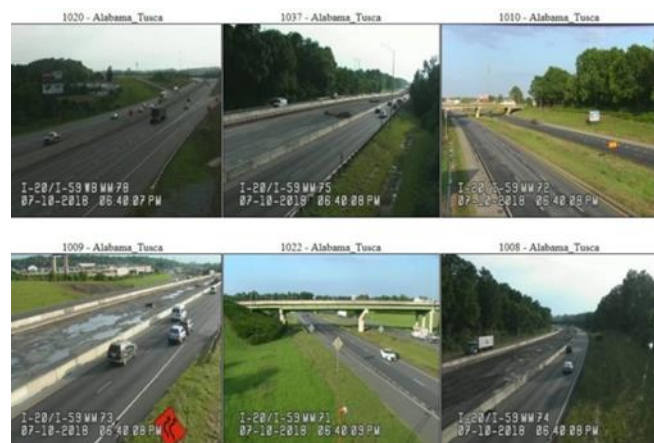 1020 - Alabama_Tusca
1037 - Alabama_Tusca
1010 - Alabama_Tusca
I-20/I-59 WB MM 78
07-10-2018 06:40:07 PM
I-20/I-59 MM 75
07-10-2018 06:40:08 PM
I-20/I-59 MM 72
07-10-2018 06:40:08 PM
1009 - Alabama_Tusca
1022 - Alabama_Tusca
1008 - Alabama_Tusca
I-20/I-59 MM 73
07-10-2018 06:40:08 PM
I-20/I-59 MM 71
07-10-2018 06:40:09 PM
I-20/I-59 MM 74
07-10-2018 06:40:08 PM